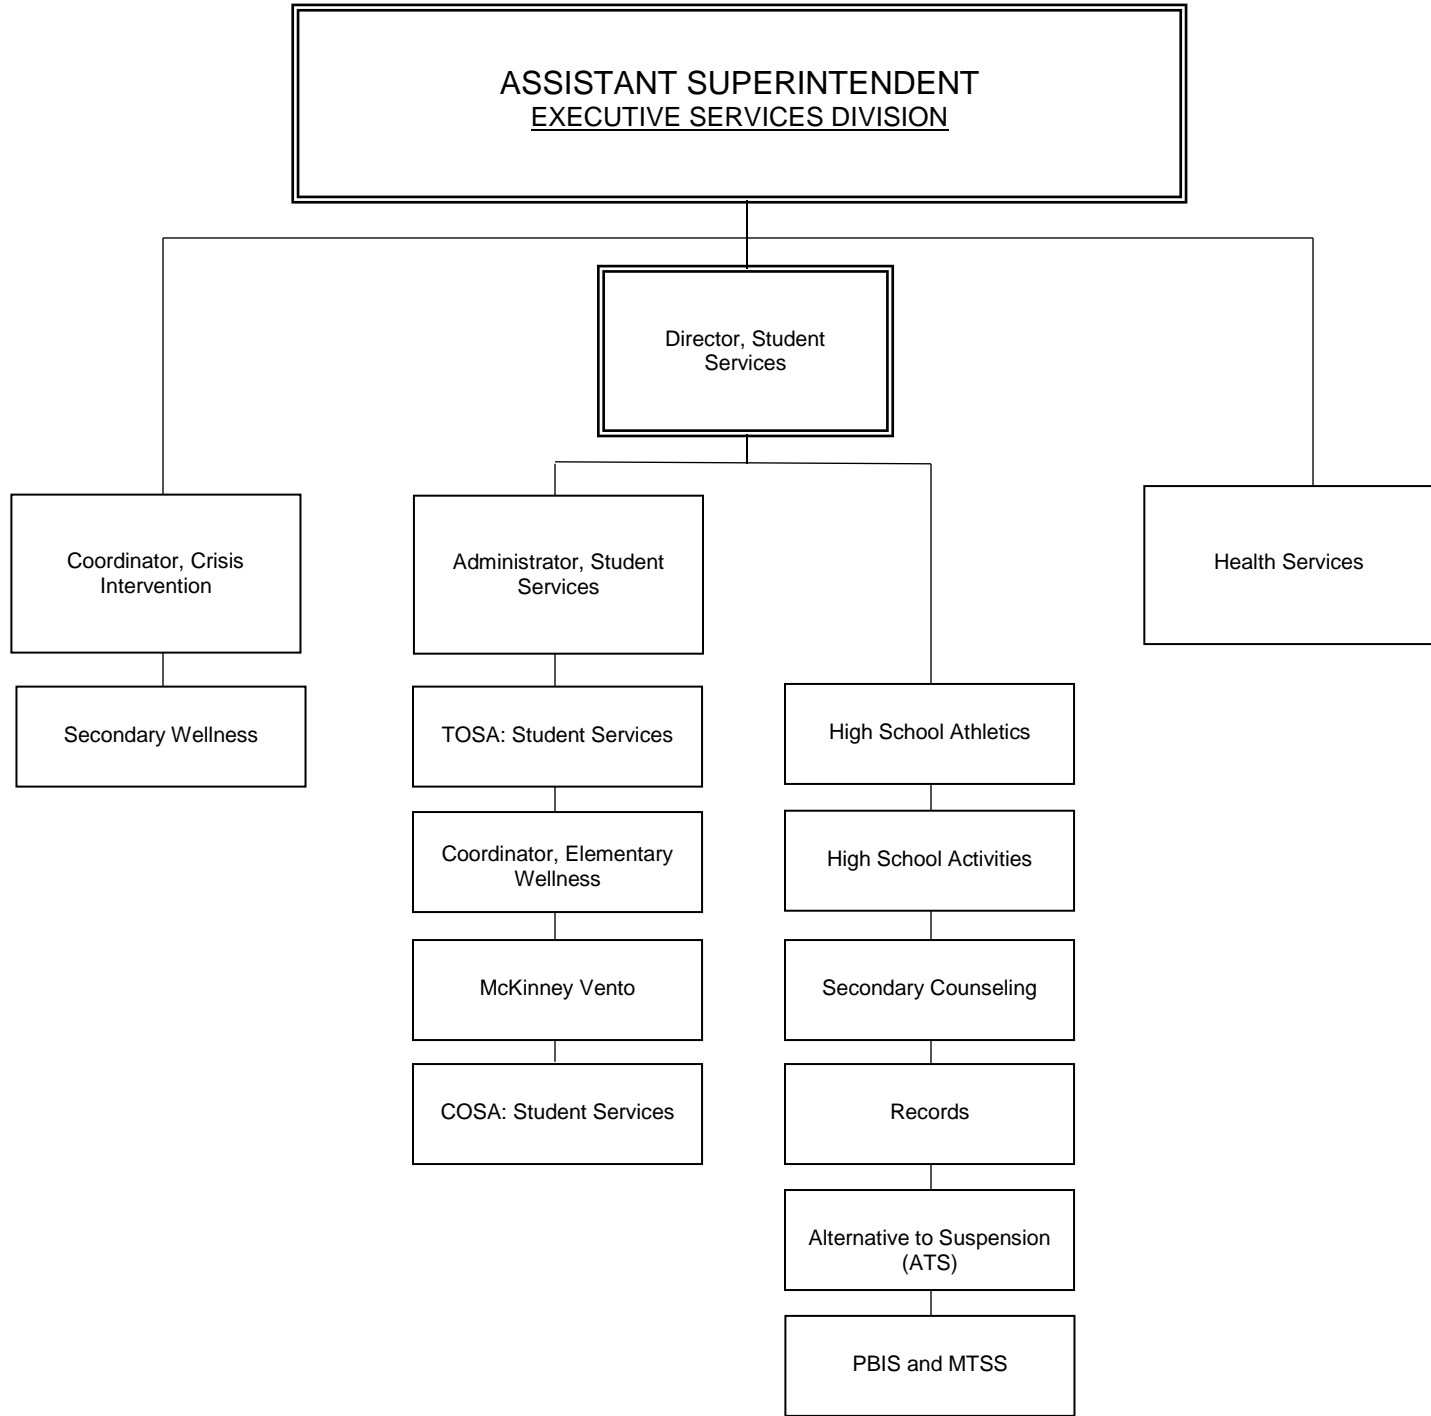 ASSISTANT SUPERINTENDENT
EXECUTIVE SERVICES DIVISION
Director, Student
Services
Coordinator, Crisis
Intervention
Secondary Wellness
Administrator, Student
Services
TOSA: Student Services
Coordinator, Elementary
Wellness
McKinney Vento
COSA: Student Services
High School Athletics
High School Activities
Secondary Counseling
Records
Alternative to Suspension
(ATS)
PBIS and MTSS
Health Services